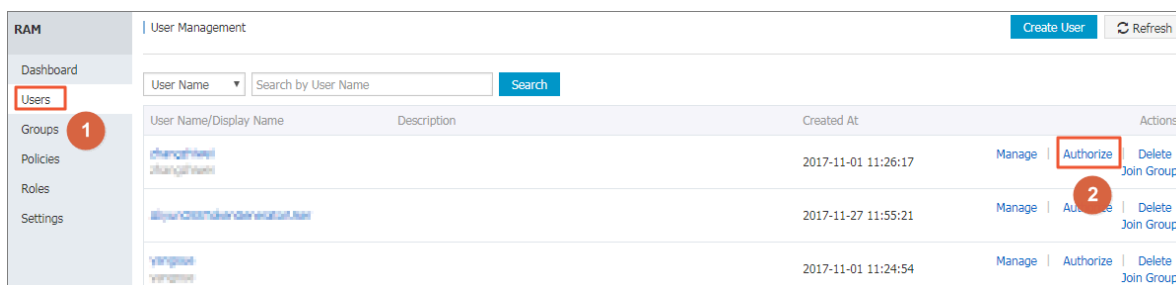 RAM
User Management
Create User
Refresh
Dashboard
User Name
Search by User Name
Search
Users
User Name/Display Name Description Created At Actions
Groups
1
Policies
2017-11-01 11:26:17 Manage | Authorize | Delete
Join Group
Roles
2
Settings
2017-11-27 11:55:21 Manage | Delete
Join Group
2017-11-01 11:24:54 Manage | Authorize | Delete
Join Group